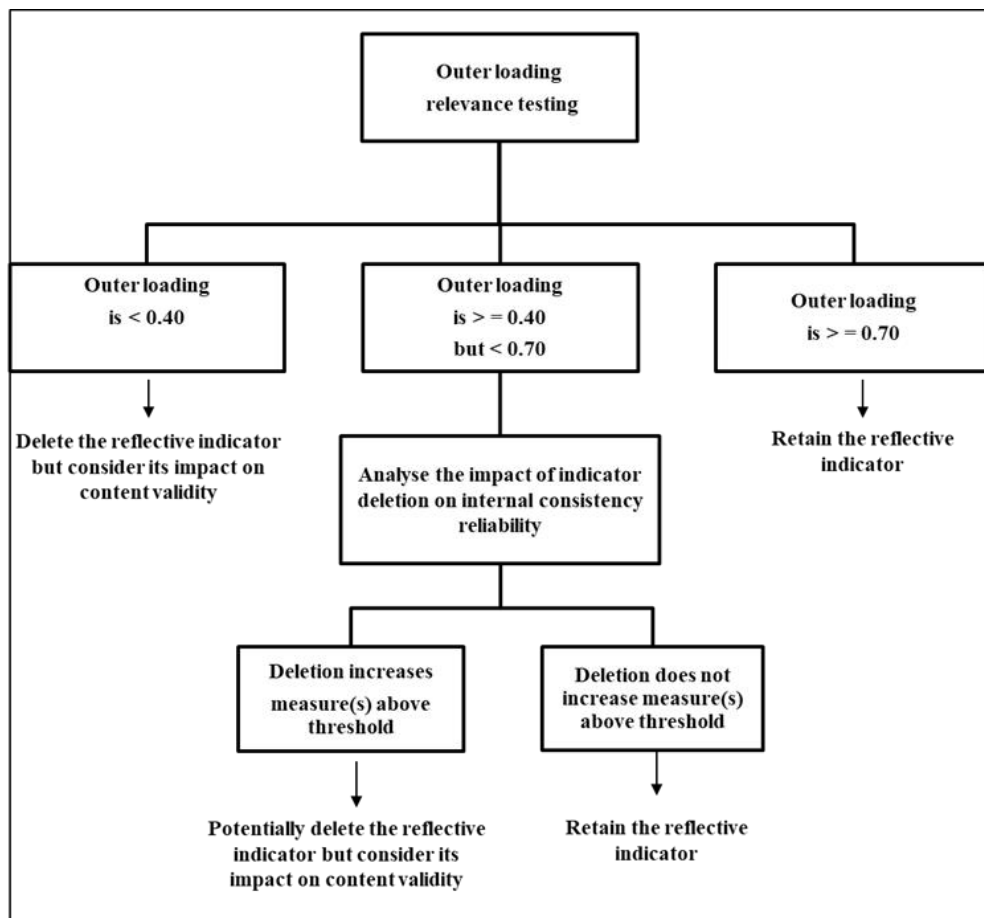 Outer loading
relevance testing
Outer loading
is < 0.40
Outer loading
is > = 0.40
but < 0.70
Outer loading
is > = 0.70
Delete the reflective indicator
but consider its impact on
content validity
Retain the reflective
indicator
Analyse the impact of indicator
deletion on internal consistency
reliability
Deletion increases
measure(s) above
threshold
Deletion does not
increase measure(s)
above threshold
Potentially delete the reflective
indicator but consider its
impact on content validity
Retain the reflective
indicator